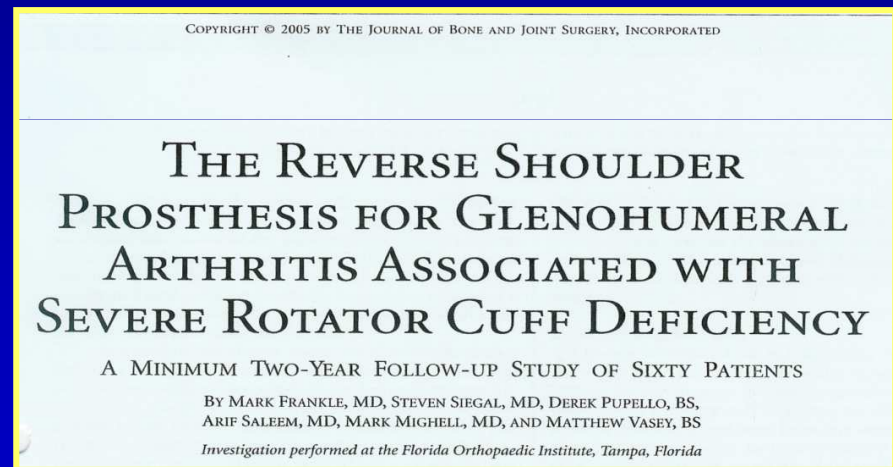 COPYRIGHT © 2005 BY THE JOURNAL OF BONE AND JOINT SURGERY, INCORPORATED
THE REVERSE SHOULDER
PROSTHESIS FOR GLENOHUMERAL
ARTHRITIS ASSOCIATED WITH
SEVERE ROTATOR CUFF DEFICIENCY
A MINIMUM TWO-YEAR FOLLOW-UP STUDY OF SIXTY PATIENTS
BY MARK FRANKLE, MD, STEVEN SIEGAL, MD, DEREK PUPELLO, BS,
ARIF SALEEM, MD, MARK MIGHELL, MD, AND MATTHEW VASEY, BS
Investigation performed at the Florida Orthopaedic Institute, Tampa, Florida